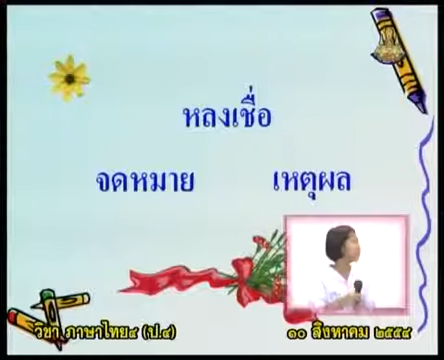 หลงเชื่อ
จดหมาย เหตุผล
วิชา ภาษาไทย๔ (ป.๔) ๑๐ สิงหาคม ๒๕๕๔